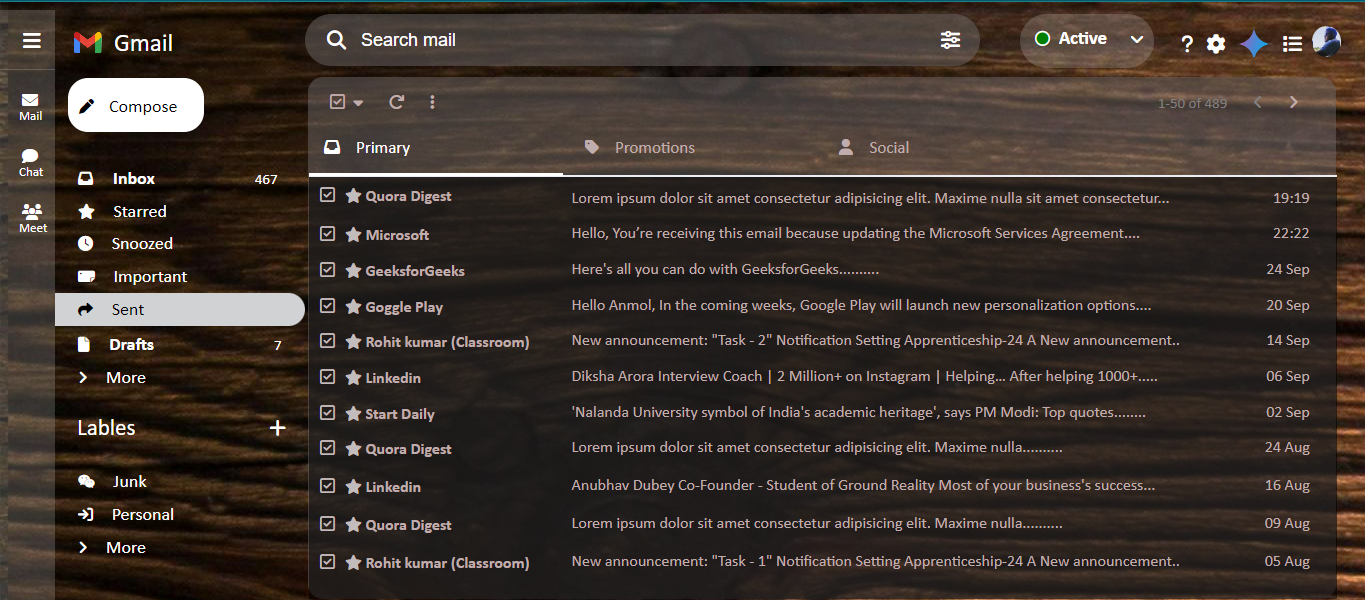 Gmail
Search mail
Active
Mail
Compose
1-50 of 489
Chat
Primary
Promotions
Social
Meet
Inbox 467
Starred
Snoozed
Important
Sent
Drafts 7
More
Lables
Junk
Personal
More
Quora Digest Lorem ipsum dolor sit amet consectetur adipisicing elit. Maxime nulla sit amet consectetur... 19:19
Microsoft Hello, You’re receiving this email because updating the Microsoft Services Agreement.... 22:22
GeeksforGeeks Here's all you can do with GeeksforGeeks.......... 24 Sep
Goggle Play Hello Anmol, In the coming weeks, Google Play will launch new personalization options.... 20 Sep
Rohit kumar (Classroom) New announcement: "Task - 2" Notification Setting Apprenticeship-24 A New announcement.. 14 Sep
Linkedin Diksha Arora Interview Coach | 2 Million+ on Instagram | Helping... After helping 1000+..... 06 Sep
Start Daily 'Nalanda University symbol of India's academic heritage', says PM Modi: Top quotes........ 02 Sep
Quora Digest Lorem ipsum dolor sit amet consectetur adipisicing elit. Maxime nulla.......... 24 Aug
Linkedin Anubhav Dubey Co-Founder - Student of Ground Reality Most of your business's success... 16 Aug
Quora Digest Lorem ipsum dolor sit amet consectetur adipisicing elit. Maxime nulla.......... 09 Aug
Rohit kumar (Classroom) New announcement: "Task - 1" Notification Setting Apprenticeship-24 A New announcement.. 05 Aug